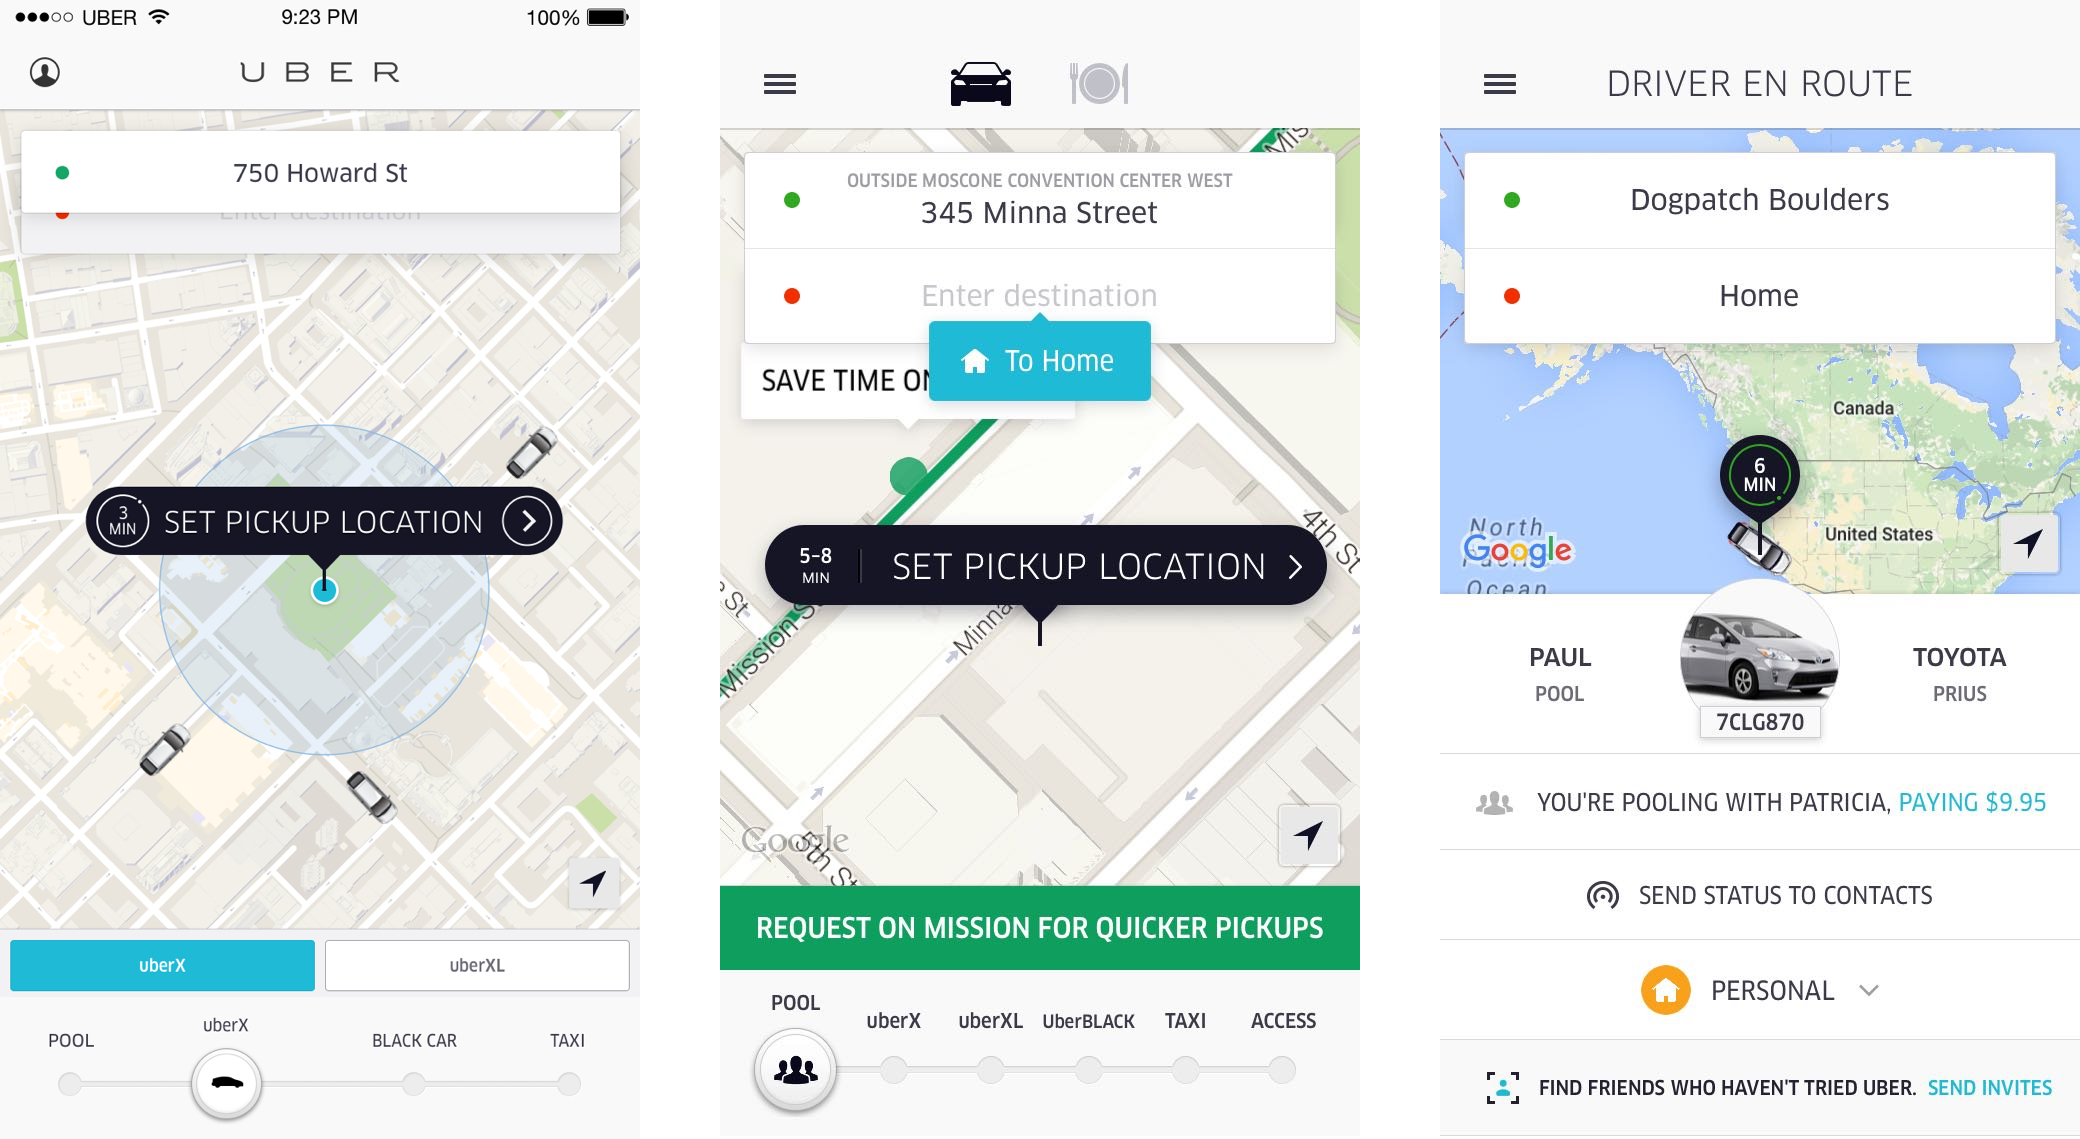 UBER
9:23 PM
100%
UBER
750 Howard St
Enter destination
3
MIN
SET PICKUP LOCATION
uberX
uberXL
POOL
uberX
BLACK CAR
TAXI
Mis
OUTSIDE MOSCONE CONVENTION CENTER WEST
345 Minna Street
Enter destination
To Home
SAVE TIME ON
4th St
5-8
MIN
SET PICKUP LOCATION
St
Mission S
Minna
Google
5th St
REQUEST ON MISSION FOR QUICKER PICKUPS
POOL
uberX
uberXL
UberBLACK
TAXI
ACCESS
DRIVER EN ROUTE
Dogpatch Boulders
Home
Canada
6
MIN
United States
North
Google
Ocean
PAUL
POOL
TOYOTA
PRIUS
7CLG870
YOU'RE POOLING WITH PATRICIA, PAYING $9.95
SEND STATUS TO CONTACTS
PERSONAL
FIND FRIENDS WHO HAVEN'T TRIED UBER. SEND INVITES